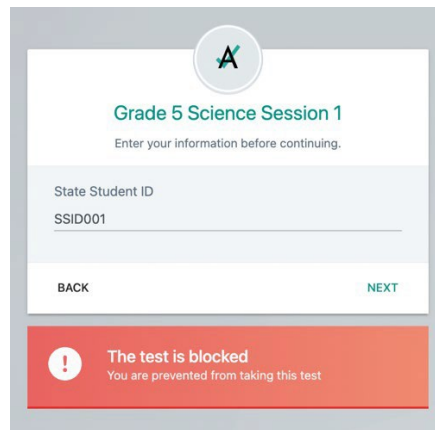 Grade 5 Science Session 1
Enter your information before continuing.
State Student ID
SSID001
BACK
NEXT
!
The test is blocked
You are prevented from taking this test